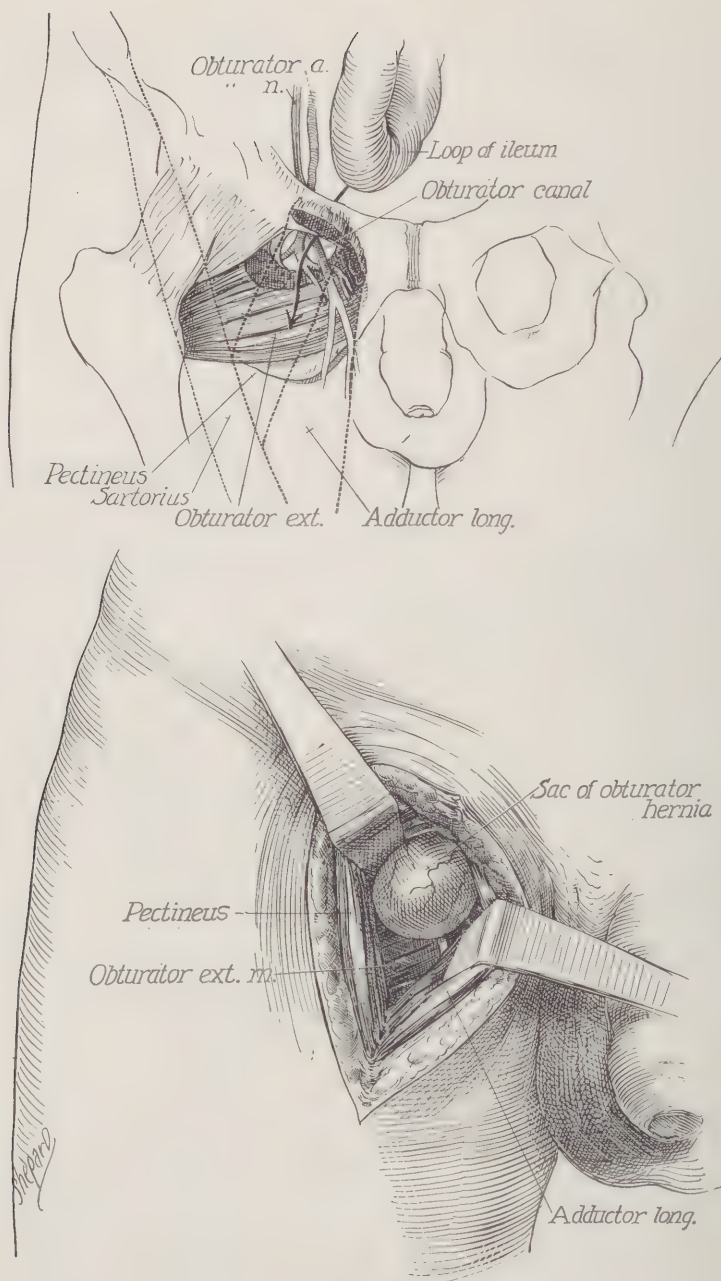 Obturator a.
" n.
Loop of ileum
Obturator canal
Pectineus
Sartorius
Obturator ext.
Adductor long.
Sac of obturator
hernia
Pectineus
Obturator ext. m.
Adductor long.
Shepard